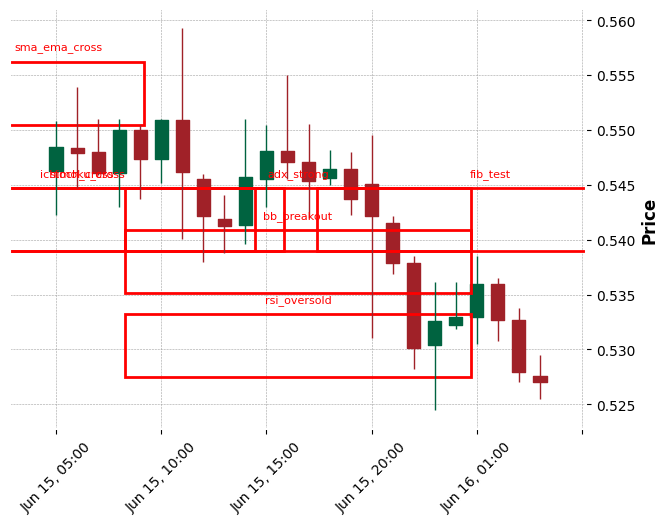 sma_ema_cross
adx_strong
fib_test
bb_breakout
rsi_oversold
0.560
0.555
0.550
0.545
0.540
0.535
0.530
0.525
Price
Jun 15, 05:00
Jun 15, 10:00
Jun 15, 15:00
Jun 15, 20:00
Jun 16, 01:00